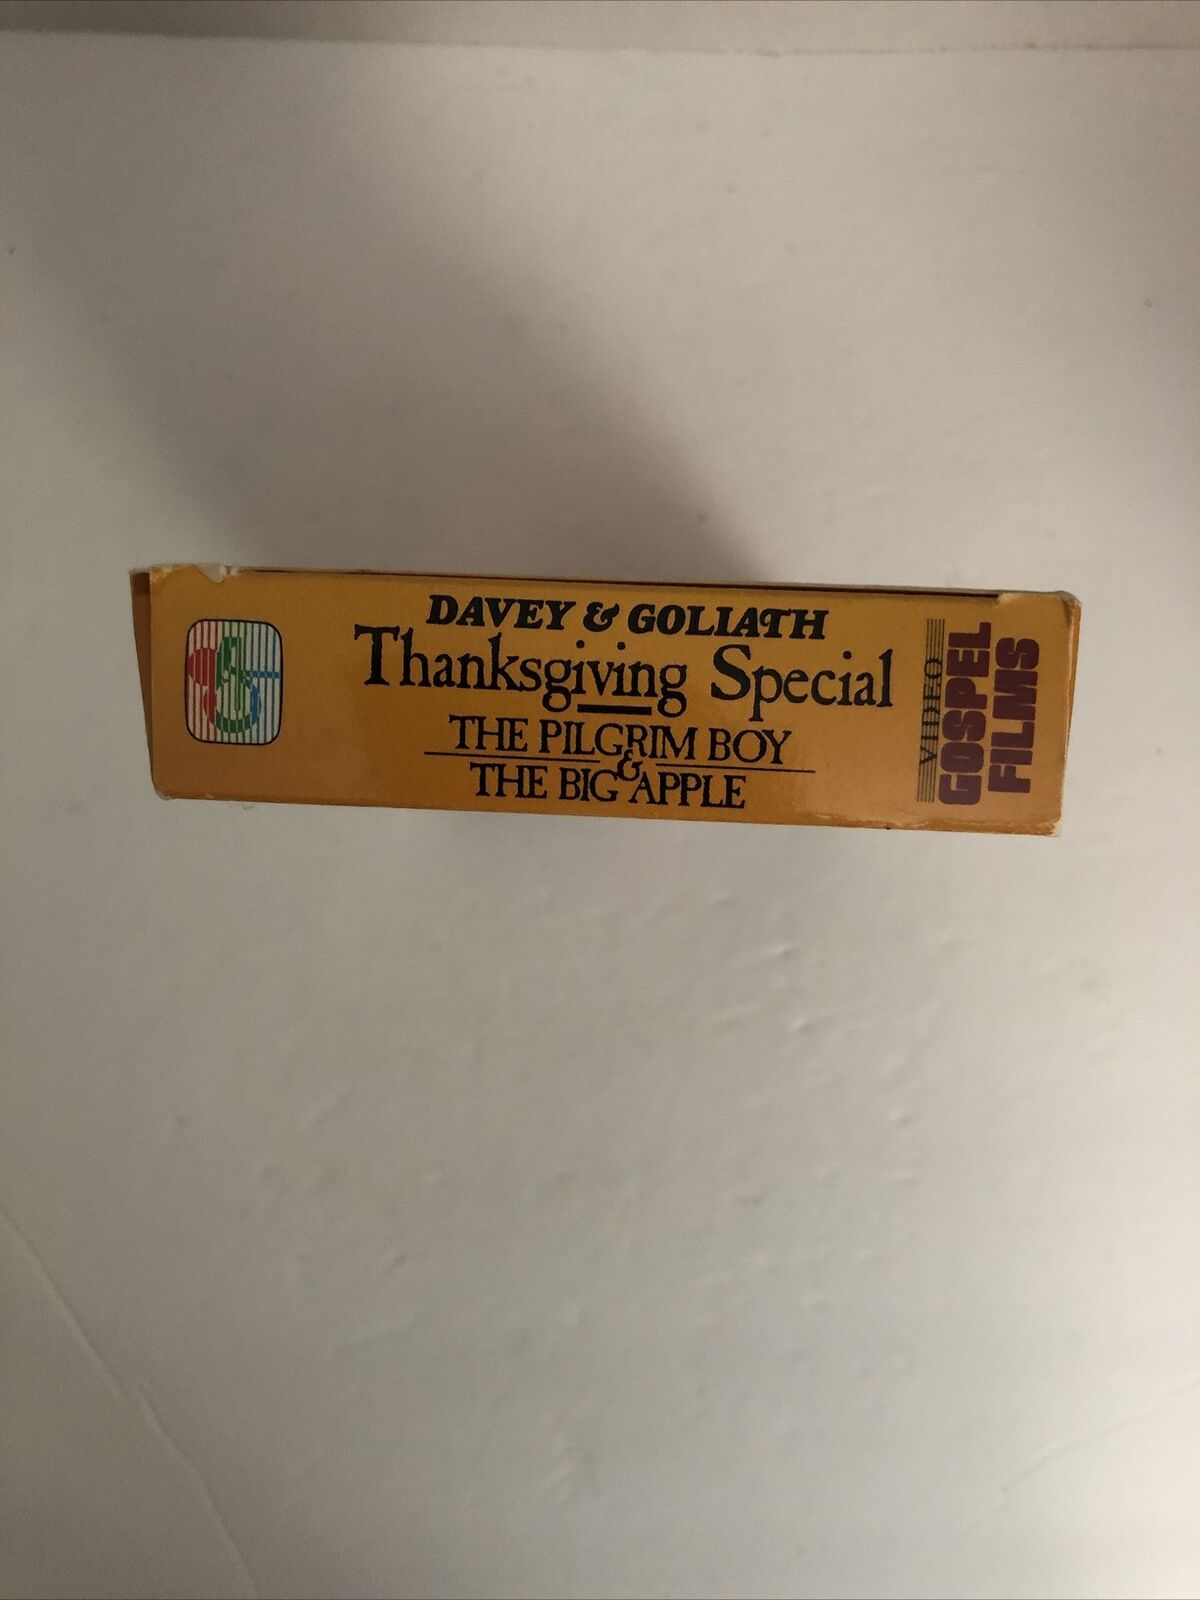 DAVEY & GOLIATH
Thanksgiving Special
THE PILGRIM BOY
&
THE BIG APPLE
VIDEO
GOSPEL
FILMS